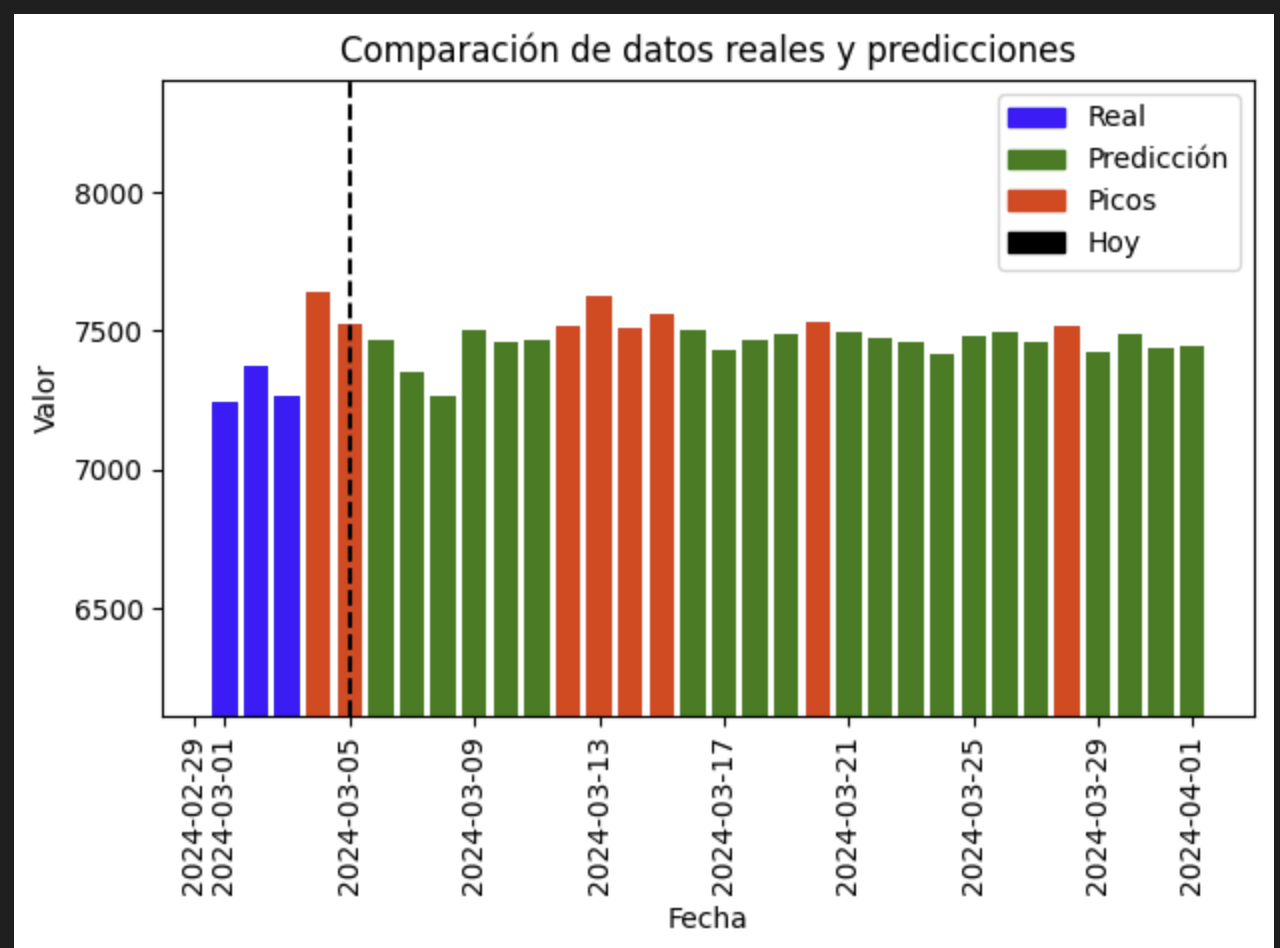 Comparación de datos reales y predicciones
Real
Predicción
Picos
Hoy
Valor
8000
7500
7000
6500
2024-02-29
2024-03-01
2024-03-05
2024-03-09
2024-03-13
2024-03-17
2024-03-21
2024-03-25
2024-03-29
2024-04-01
Fecha